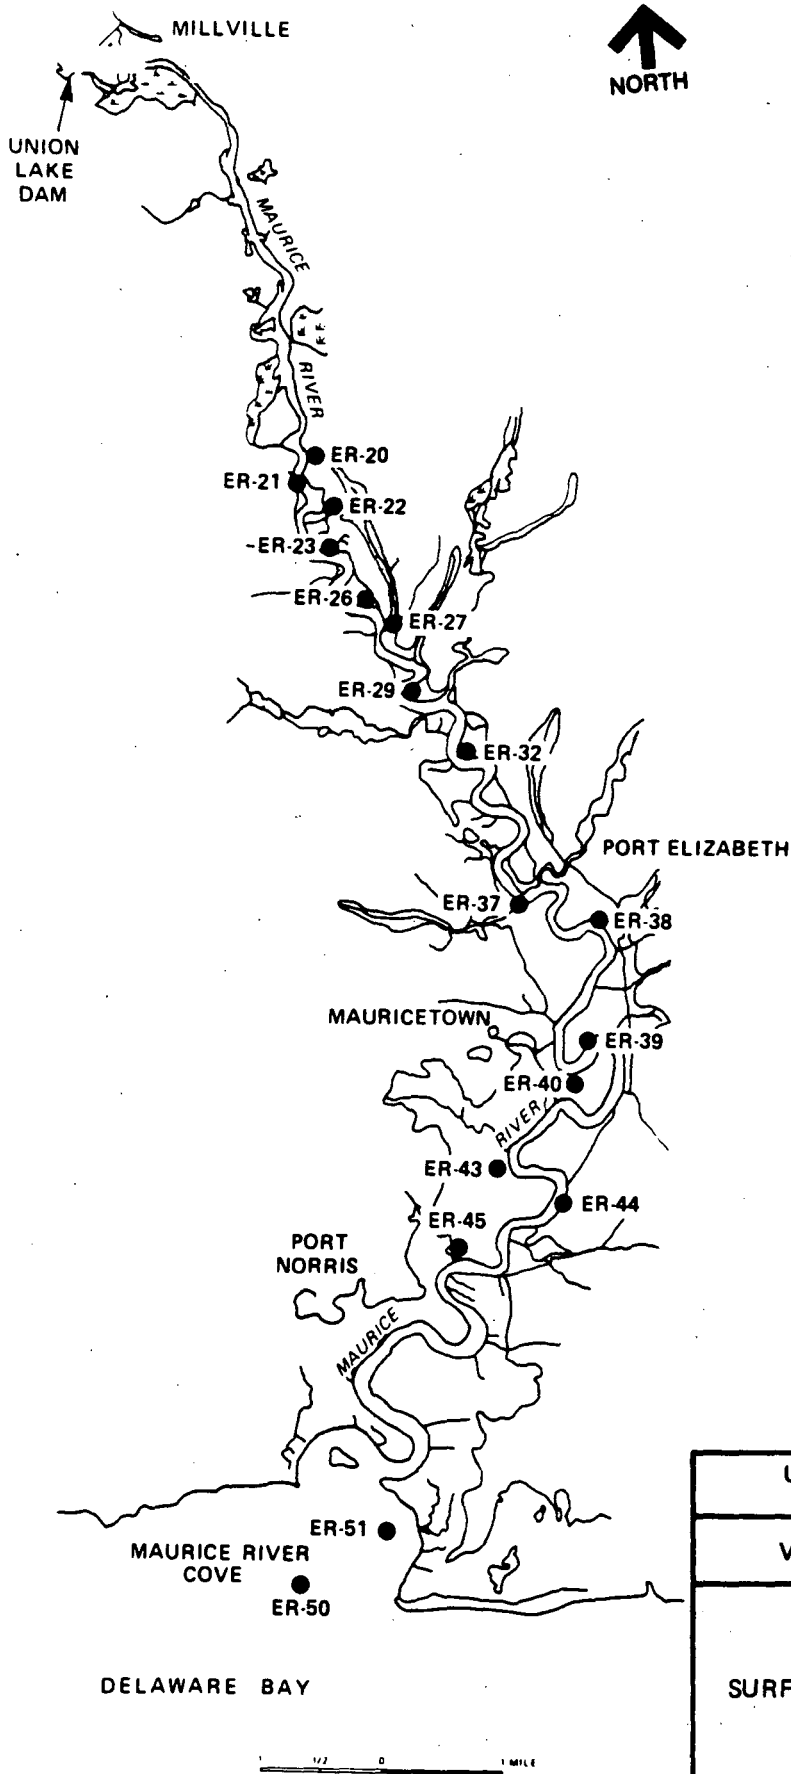 MILLVILLE
NORTH
UNION
LAKE
DAM
MAURICE
RIVER
ER-20
ER-21
ER-22
-ER-23
ER-26
ER-27
ER-29
ER-32
PORT ELIZABETH
ER-37
ER-38
MAURICETOWN
ER-39
ER-40
RIVER
ER-43
ER-44
ER-45
PORT
NORRIS
MAURICE
ER-51
MAURICE RIVER
COVE
ER-50
DELAWARE BAY
SURF
1 1/2 0 1 MILE